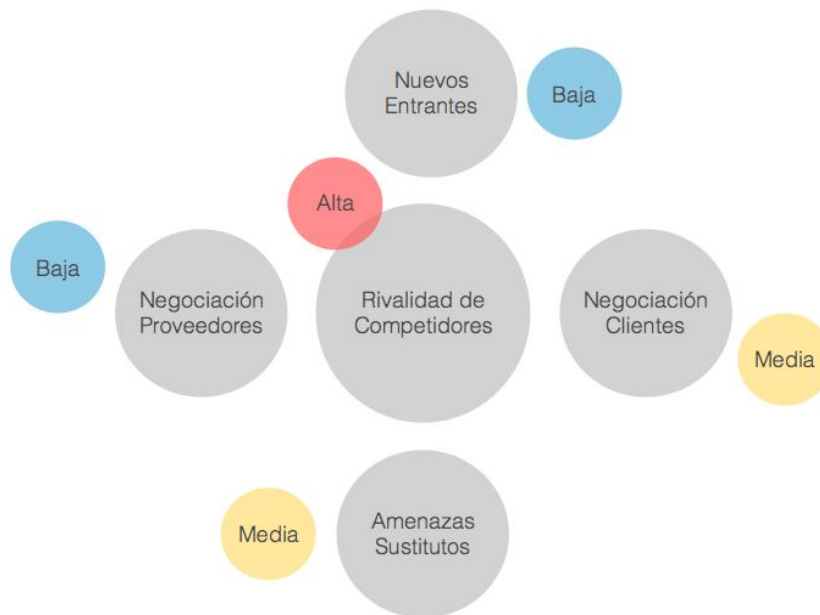 Nuevos
Entrantes
Baja
Alta
Baja
Negociación
Proveedores
Rivalidad de
Competidores
Negociación
Clientes
Media
Media
Amenazas
Sustitutos